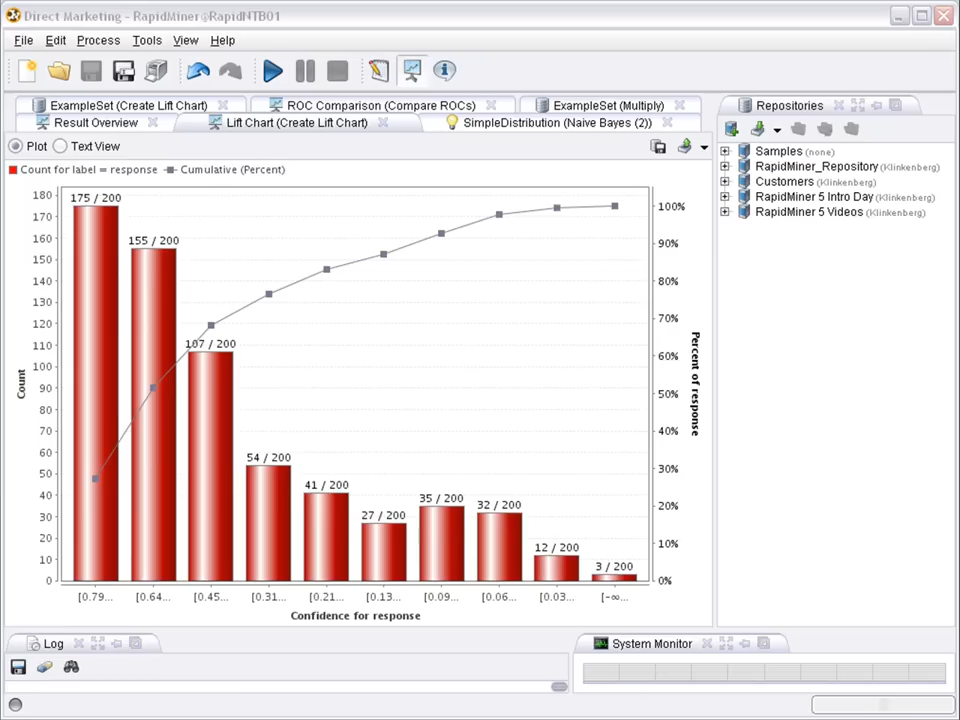 Direct Marketing - RapidMiner@RapidNTB01
File Edit Process Tools View Help
ExampleSet (Create Lift Chart) ROC Comparison (Compare ROCs) ExampleSet (Multiply)
Result Overview Lift Chart (Create Lift Chart) SimpleDistribution (Naive Bayes (2))
Plot Text View
Count for label = response Cumulative (Percent)
180
170
160
150
140
130
120
110
100
90
80
70
60
50
40
30
20
10
0
Count
175 / 200
155 / 200
107 / 200
54 / 200
41 / 200
27 / 200
35 / 200
32 / 200
12 / 200
3 / 200
100%
90%
80%
70%
60%
50%
40%
30%
20%
10%
0%
Percent of response
[0.79... [0.64... [0.45... [0.31... [0.21... [0.13... [0.09... [0.06... [0.03... [-∞...
Confidence for response
Repositories
Samples (none)
RapidMiner_Repository (Klinkenberg)
Customers (Klinkenberg)
RapidMiner 5 Intro Day (Klinkenberg)
RapidMiner 5 Videos (Klinkenberg)
Log
System Monitor